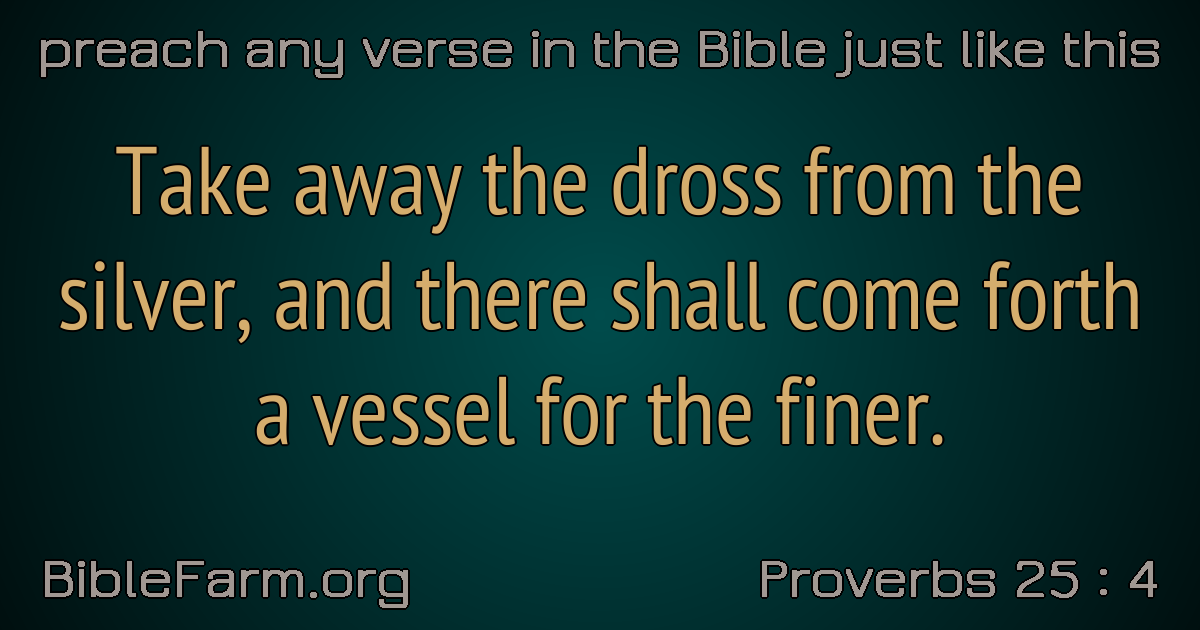 preach any verse in the Bible just like this
Take away the dross from the
silver, and there shall come forth
a vessel for the finer.
BibleFarm.org
Proverbs 25 : 4